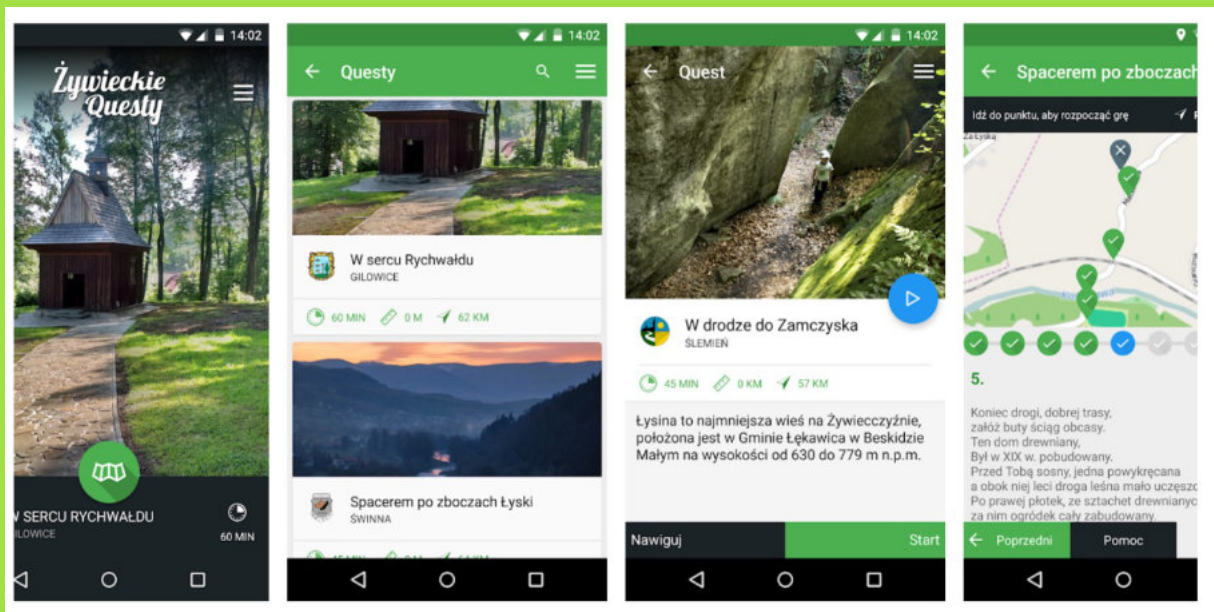 14:02
Żywieckie
Questy
W SERCU RYCHWAŁDU
GILOWICE
60 MIN
14:02
Questy
W sercu Rychwałdu
GILOWICE
60 MIN
0 M
62 KM
Spacerem po zboczach Łyski
ŚWINNA
14:02
Quest
W drodze do Zamczyska
ŚLEMIEŃ
45 MIN
0 KM
57 KM
Łysina to najmniejsza wieś na Żywiecczyźnie,
położona jest w Gminie Łękawica w Beskidzie
Małym na wysokości od 630 do 779 m n.p.m.
Nawiguj
Start
Spacerem po zboczach
Idź do punktu, aby rozpocząć grę
Za Łyską
5.
Koniec drogi, dobrej trasy,
załóż buty ściąg obcasy.
Ten dom drewniany,
Był w XIX w. pobudowany.
Przed Tobą sosny, jedna powykręcana
a obok niej leci droga leśna mało uczęszc
Po prawej płotek, ze sztachet drewnianyc
za nim ogródek cały zabudowany.
Poprzedni
Pomoc